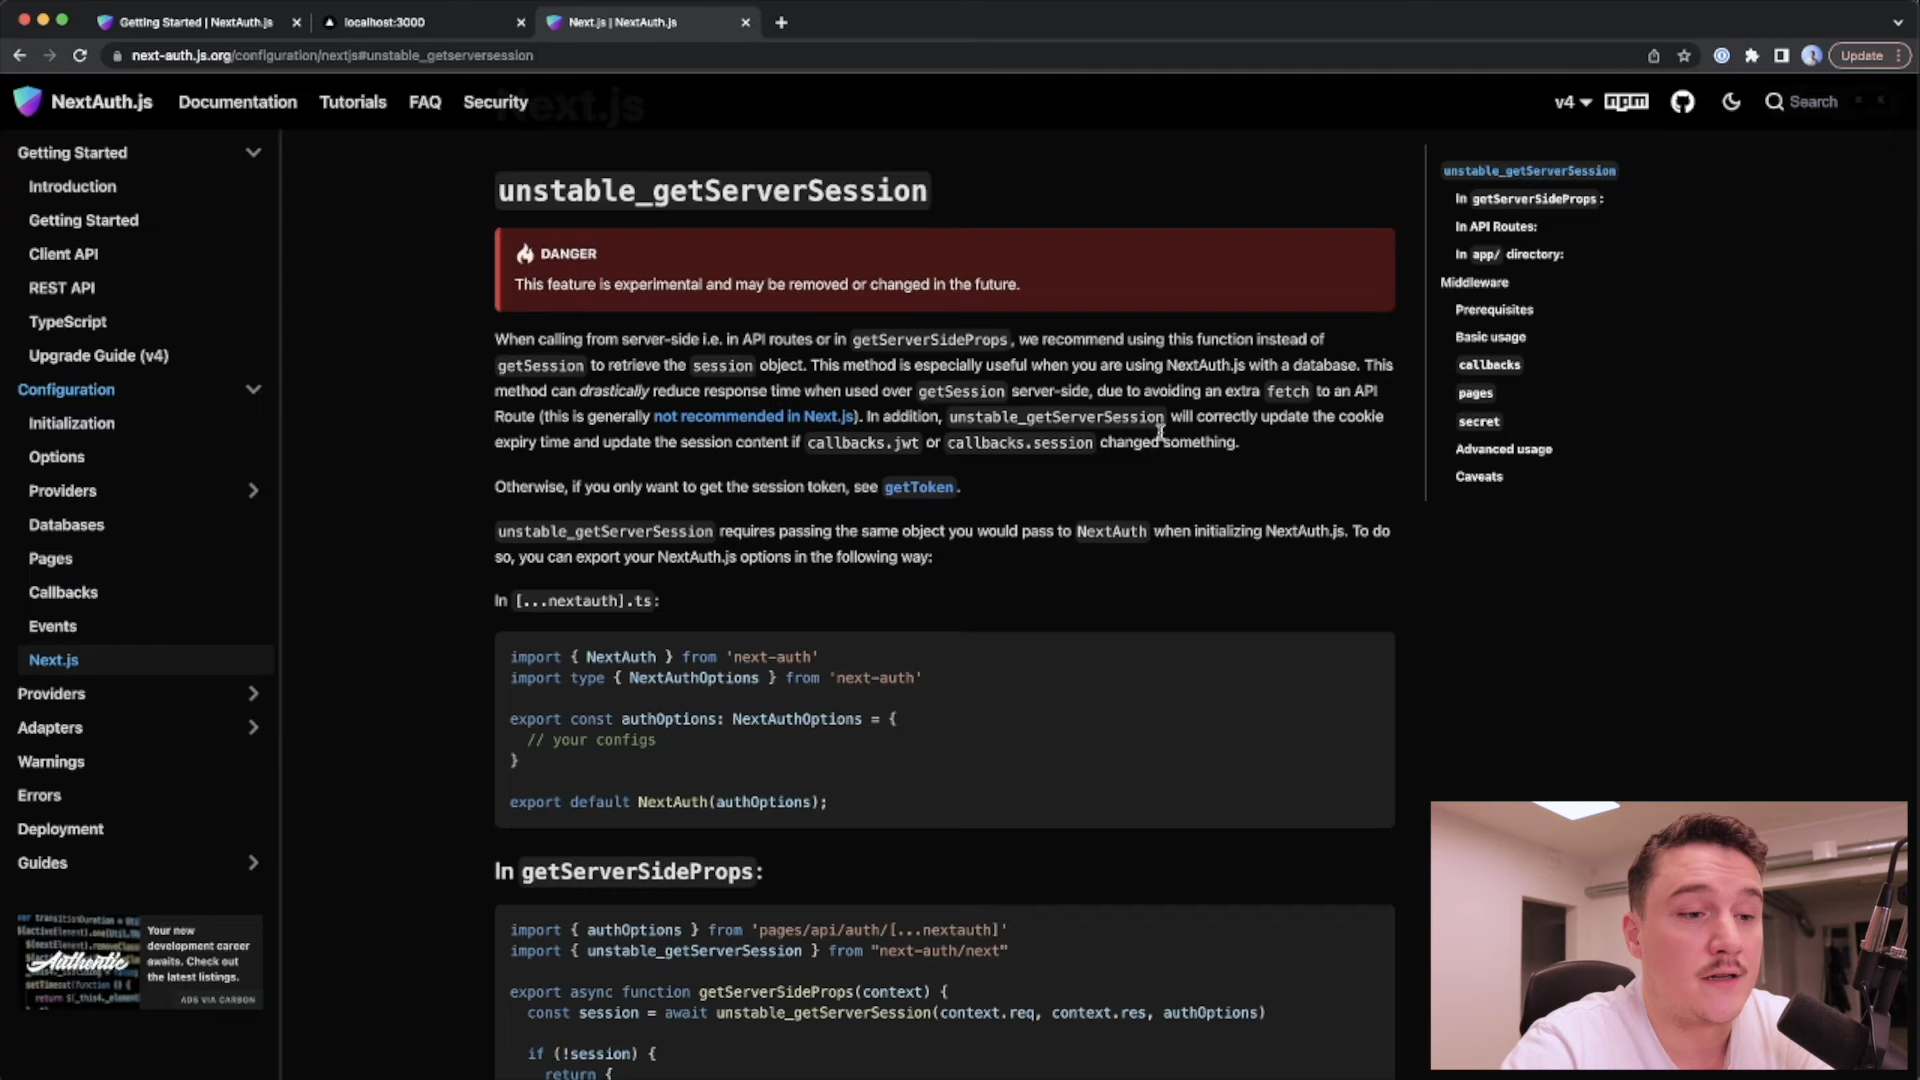 Getting Started | NextAuth.js
localhost:3000
Next.js | NextAuth.js
next-auth.js.org/configuration/nextjs#unstable_getserversession
Update
NextAuth.js
Documentation
Tutorials
FAQ
Security
Next.js
v4
npm
Search
K
Getting Started
Introduction
Getting Started
Client API
REST API
TypeScript
Upgrade Guide (v4)
Configuration
Initialization
Options
Providers
Databases
Pages
Callbacks
Events
Next.js
Providers
Adapters
Warnings
Errors
Deployment
Guides
Authentic
Your new
development career
awaits. Check out
the latest listings.
ADS VIA CARBON
unstable_getServerSession
DANGER
This feature is experimental and may be removed or changed in the future.
When calling from server-side i.e. in API routes or in getServerSideProps, we recommend using this function instead of
getSession to retrieve the session object. This method is especially useful when you are using NextAuth.js with a database. This
method can drastically reduce response time when used over getSession server-side, due to avoiding an extra fetch to an API
Route (this is generally not recommended in Next.js). In addition, unstable_getServerSession will correctly update the cookie
expiry time and update the session content if callbacks.jwt or callbacks.session changed something.
Otherwise, if you only want to get the session token, see getToken.
unstable_getServerSession requires passing the same object you would pass to NextAuth when initializing NextAuth.js. To do
so, you can export your NextAuth.js options in the following way:
In [...nextauth].ts:
import { NextAuth } from 'next-auth'
import type { NextAuthOptions } from 'next-auth'
export const authOptions: NextAuthOptions = {
// your configs
}
export default NextAuth(authOptions);
In getServerSideProps:
import { authOptions } from 'pages/api/auth/[...nextauth]'
import { unstable_getServerSession } from "next-auth/next"
export async function getServerSideProps(context) {
const session = await unstable_getServerSession(context.req, context.res, authOptions)
if (!session) {
return {
unstable_getServerSession
In getServerSideProps:
In API Routes:
In app/ directory:
Middleware
Prerequisites
Basic usage
callbacks
pages
secret
Advanced usage
Caveats